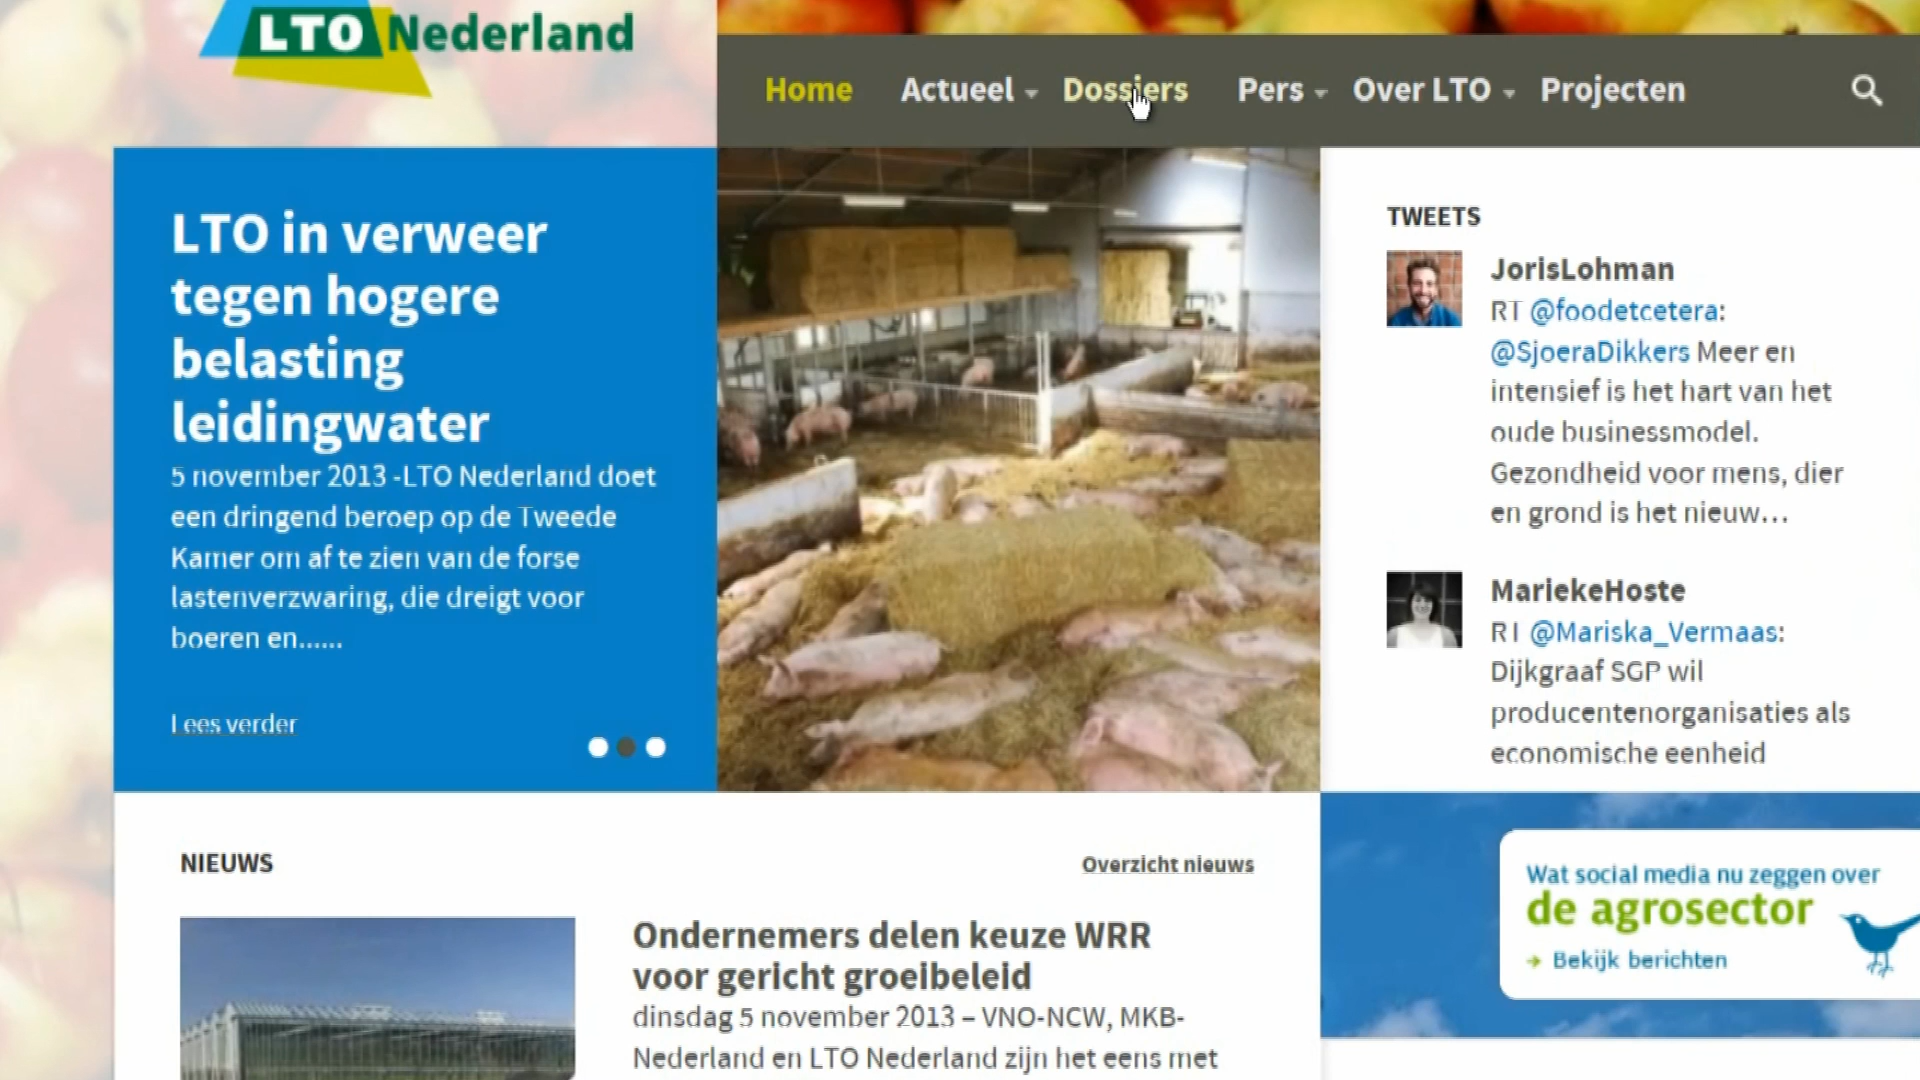 LTO Nederland
Home Actueel Dossiers Pers Over LTO Projecten
LTO in verweer
tegen hogere
belasting
leidingwater
5 november 2013 -LTO Nederland doet
een dringend beroep op de Tweede
Kamer om af te zien van de forse
lastenverzwaring, die dreigt voor
boeren en......
Lees verder
TWEETS
JorisLohman
RT @foodetcetera:
@SjoeraDikkers Meer en
intensief is het hart van het
oude businessmodel.
Gezondheid voor mens, dier
en grond is het nieuw…
MariekeHoste
RT @Mariska_Vermaas:
Dijkgraaf SGP wil
producentenorganisaties als
economische eenheid
NIEUWS
Overzicht nieuws
Ondernemers delen keuze WRR
voor gericht groeibeleid
dinsdag 5 november 2013 – VNO-NCW, MKB-
Nederland en LTO Nederland zijn het eens met
Wat social media nu zeggen over
de agrosector
Bekijk berichten